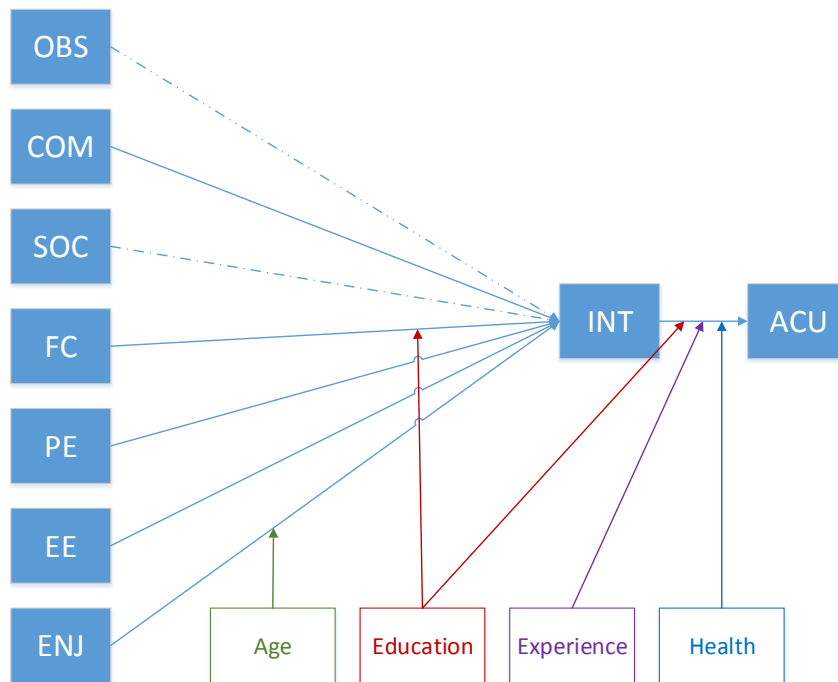 OBS
COM
SOC
FC
PE
EE
ENJ
INT
ACU
Age
Education
Experience
Health